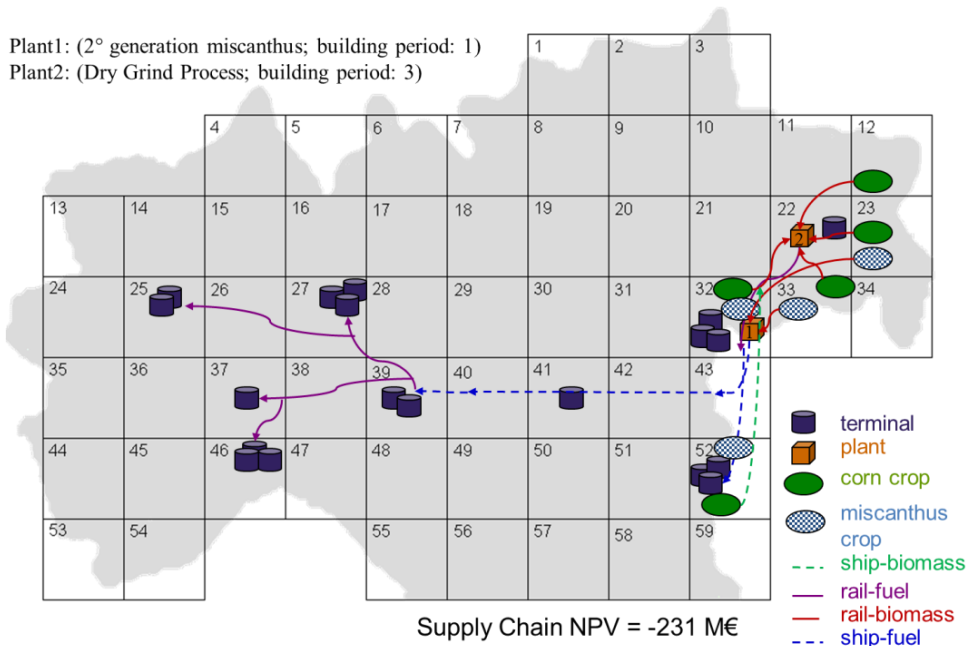 Plant1: (2° generation miscanthus; building period: 1)
Plant2: (Dry Grind Process; building period: 3)
1 2 3
4 5 6 7 8 9 10 11 12
13 14 15 16 17 18 19 20 21 22 23
2
24 25 26 27 28 29 30 31 32 33 34
1
35 36 37 38 39 40 41 42 43
44 45 46 47 48 49 50 51 52
53 54 55 56 57 58 59
terminal
plant
corn crop
miscanthus
crop
ship-biomass
rail-fuel
rail-biomass
ship-fuel
Supply Chain NPV = -231 M€